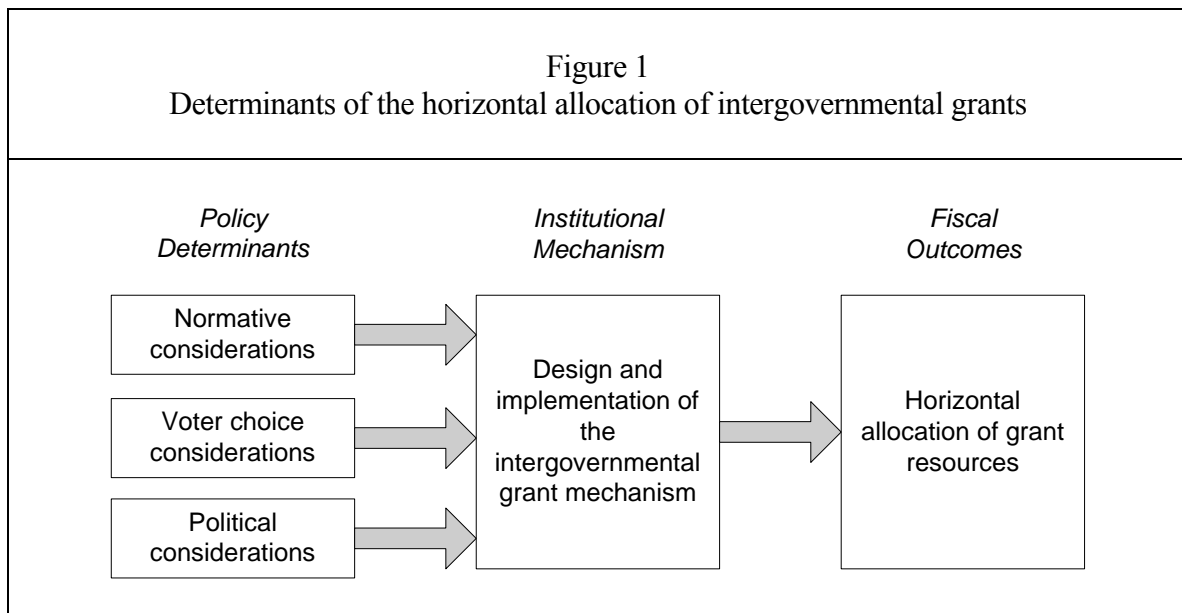 Figure 1
Determinants of the horizontal allocation of intergovernmental grants
Policy
Determinants
Institutional
Mechanism
Fiscal
Outcomes
Normative
considerations
Voter choice
considerations
Political
considerations
Design and
implementation of
the
intergovernmental
grant mechanism
Horizontal
allocation of grant
resources